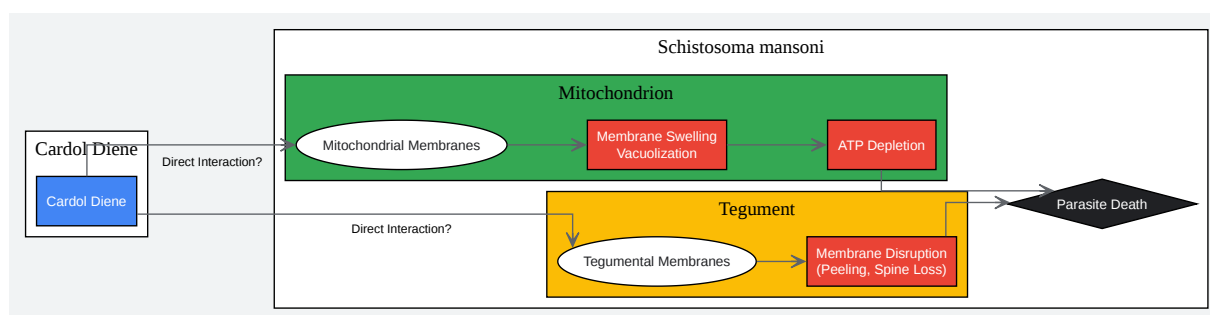 Schistosoma mansoni
Mitochondrion
Cardol Diene
Cardol Diene
Direct Interaction?
Mitochondrial Membranes
Membrane Swelling
Vacuolization
ATP Depletion
Parasite Death
Tegument
Direct Interaction?
Tegumental Membranes
Membrane Disruption
(Peeling, Spine Loss)